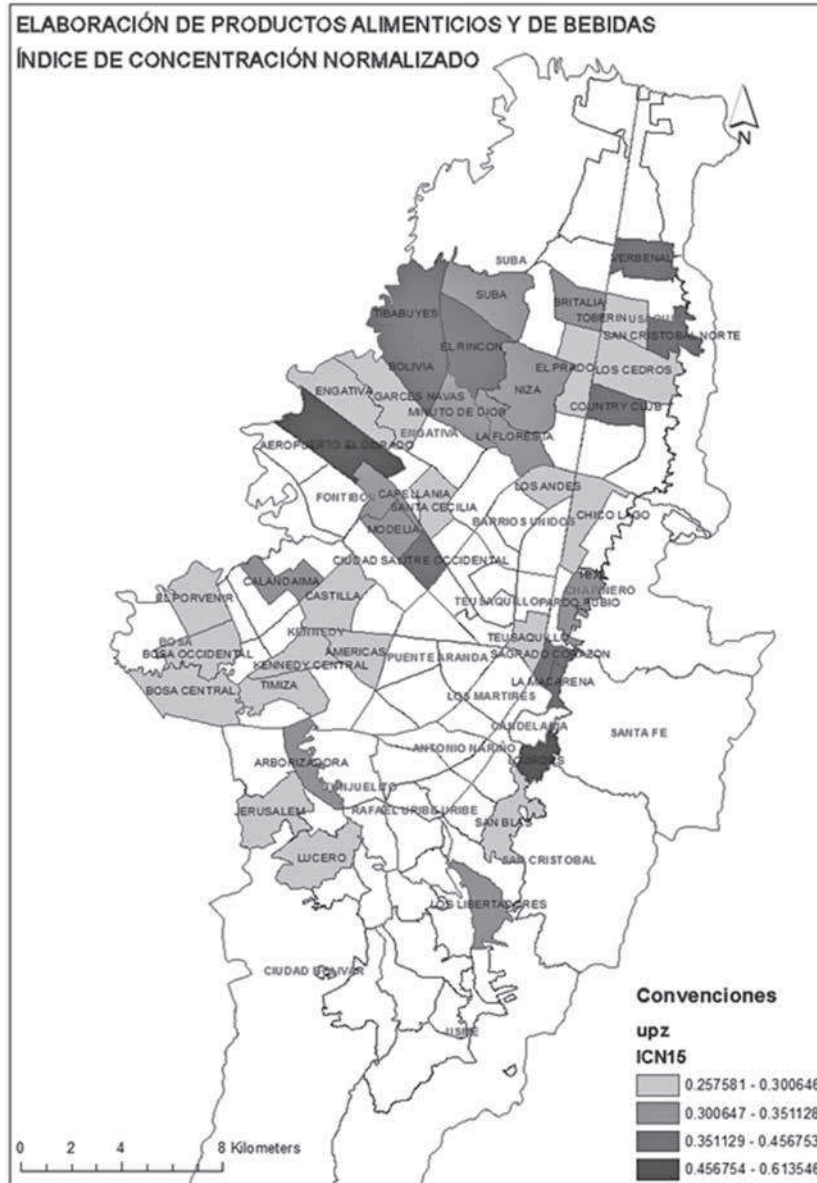 ELABORACIÓN DE PRODUCTOS ALIMENTICIOS Y DE BEBIDAS
ÍNDICE DE CONCENTRACIÓN NORMALIZADO
N
VERBENAL
SUBA
SUBA
BRITALIA
TIBABUYES
TOBERIN
SAN CRISTOBAL NORTE
EL RINCON
BOLIVIA
EL PRADO
LOS CEDROS
NIZA
ENGATIVA
GARCES NAVAS
COUNTRY CLUB
MINUTO DE DIOS
ENGATIVA
LA FLORESTA
AEROPUERTO EL DORADO
CAPELLANIA
LOS ANDES
FONTIBON
SANTA CECILIA
CHICO LAGO
BARRIOS UNIDOS
MODELIA
CIUDAD SALITRE OCCIDENTAL
CALANDAIMA
CHAPINERO
EL PORVENIR
CASTILLA
TEUSAQUILLO
PARDO RUBIO
KENNEDY
TEUSAQUILLO
BOSA
AMERICAS
SAGRADO CORAZON
BOSA OCCIDENTAL
KENNEDY CENTRAL
PUENTE ARANDA
BOSA CENTRAL
TIMIZA
LA MACARENA
LOS MARTIRES
CANDELARIA
SANTA FE
ANTONIO NARIÑO
LOURDES
ARBORIZADORA
TUNJUELITO
JERUSALEM
RAFAEL URIBE URIBE
SAN BLAS
LUCERO
SAN CRISTOBAL
LOS LIBERTADORES
CIUDAD BOLIVAR
USME
Convenciones
upz
ICN15
0.257581 - 0.300646
0.300647 - 0.351128
0.351129 - 0.456753
0.456754 - 0.613546
0 2 4 8 Kilometers